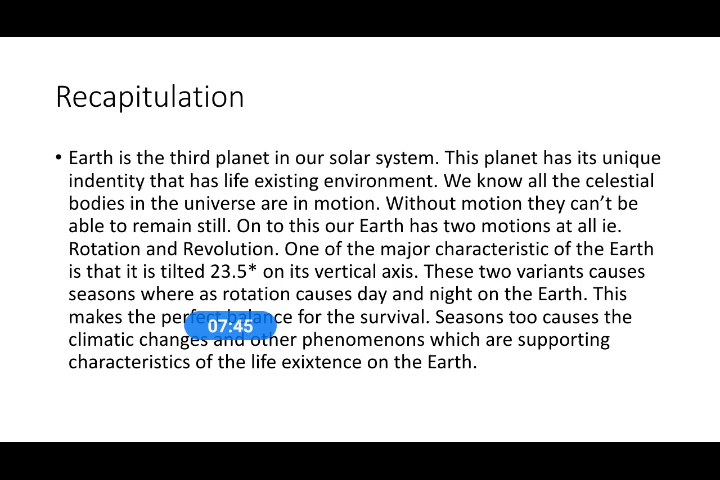 Recapitulation
• Earth is the third planet in our solar system. This planet has its unique
indentity that has life existing environment. We know all the celestial
bodies in the universe are in motion. Without motion they can’t be
able to remain still. On to this our Earth has two motions at all ie.
Rotation and Revolution. One of the major characteristic of the Earth
is that it is tilted 23.5* on its vertical axis. These two variants causes
seasons where as rotation causes day and night on the Earth. This
makes the perfect balance for the survival. Seasons too causes the
07:45
climatic changes and other phenomenons which are supporting
characteristics of the life exixtence on the Earth.